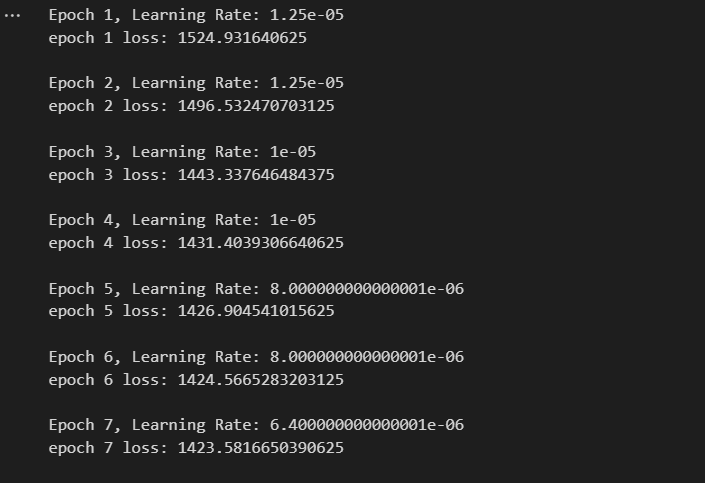 ... Epoch 1, Learning Rate: 1.25e-05
epoch 1 loss: 1524.931640625
Epoch 2, Learning Rate: 1.25e-05
epoch 2 loss: 1496.532470703125
Epoch 3, Learning Rate: 1e-05
epoch 3 loss: 1443.337646484375
Epoch 4, Learning Rate: 1e-05
epoch 4 loss: 1431.4039306640625
Epoch 5, Learning Rate: 8.000000000000001e-06
epoch 5 loss: 1426.904541015625
Epoch 6, Learning Rate: 8.000000000000001e-06
epoch 6 loss: 1424.5665283203125
Epoch 7, Learning Rate: 6.400000000000001e-06
epoch 7 loss: 1423.5816650390625